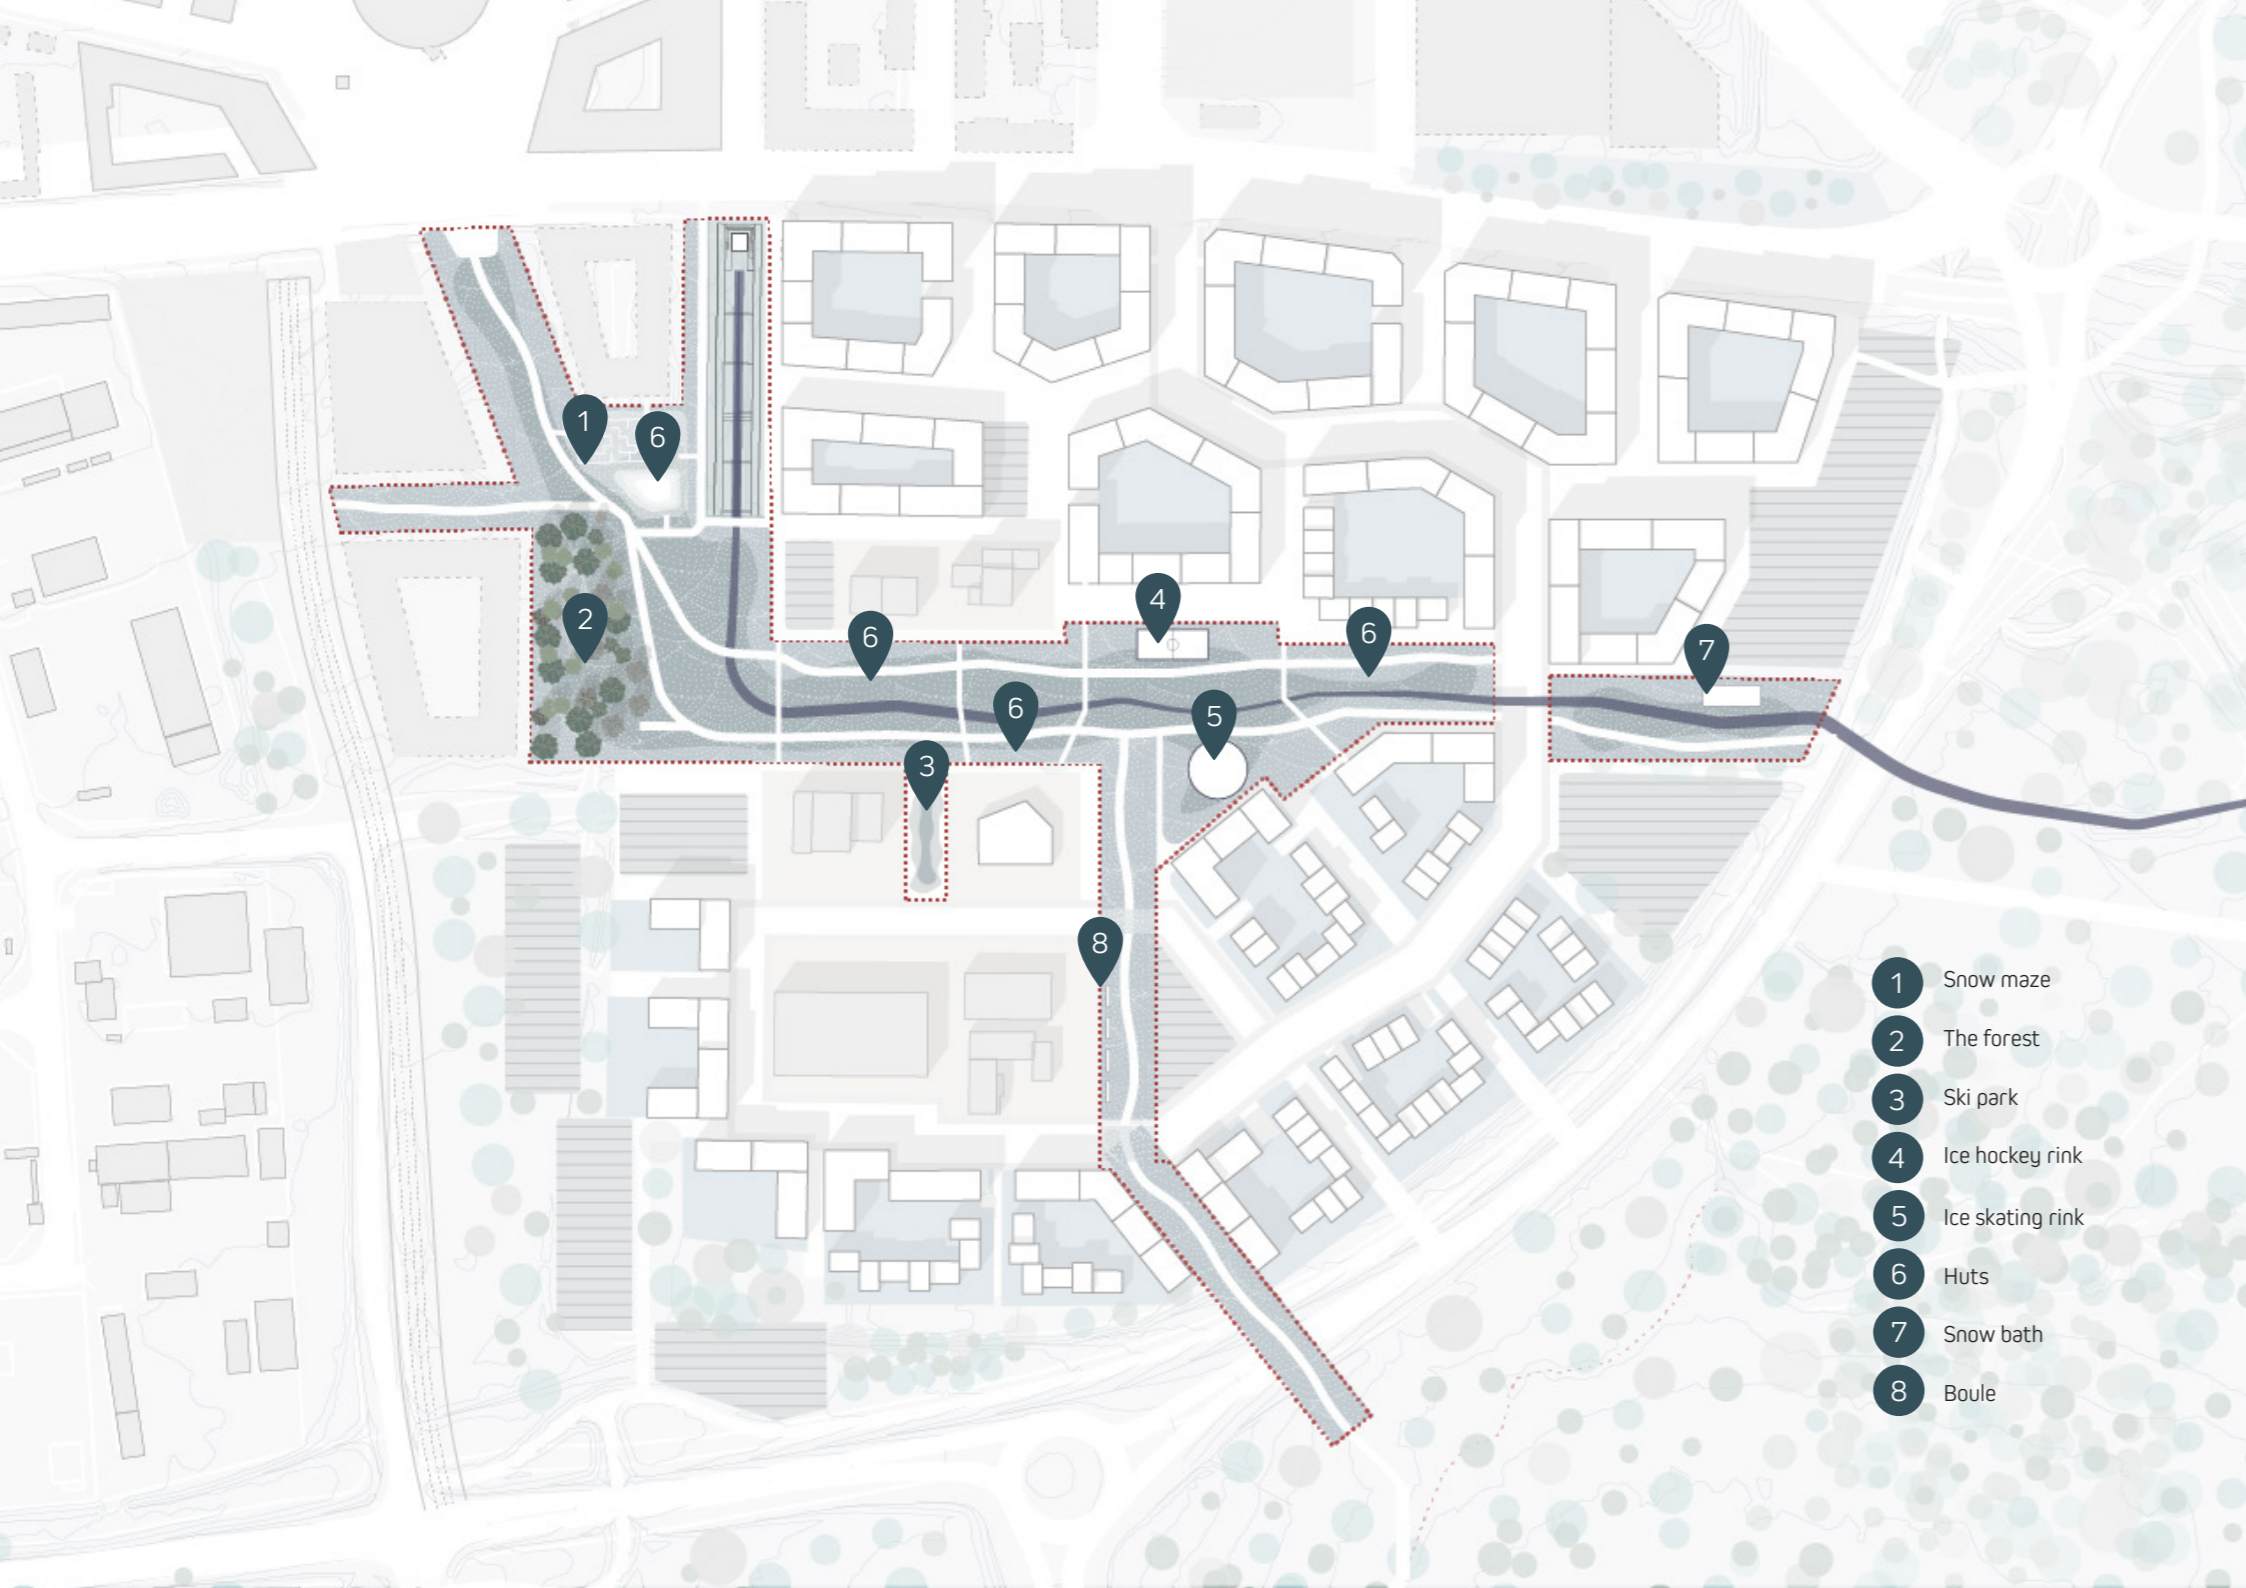 1
6
2
6
4
6
7
6
5
3
8
1 Snow maze
2 The forest
3 Ski park
4 Ice hockey rink
5 Ice skating rink
6 Huts
7 Snow bath
8 Boule